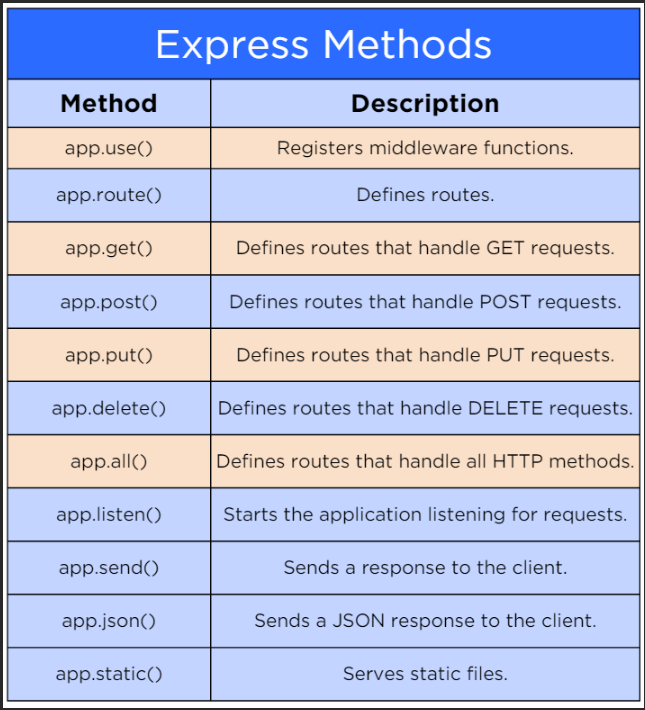 Express Methods
Method Description
app.use() Registers middleware functions.
app.route() Defines routes.
app.get() Defines routes that handle GET requests.
app.post() Defines routes that handle POST requests.
app.put() Defines routes that handle PUT requests.
app.delete() Defines routes that handle DELETE requests.
app.all() Defines routes that handle all HTTP methods.
app.listen() Starts the application listening for requests.
app.send() Sends a response to the client.
app.json() Sends a JSON response to the client.
app.static() Serves static files.